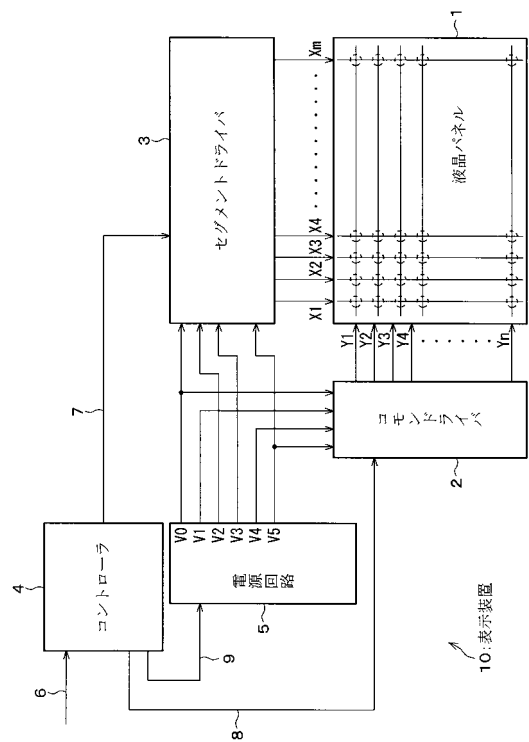 6
4
コントローラ
7
8
9
電源回路
5
V0
V1
V2
V3
V4
V5
3
セグメントドライバ
X1 X2 X3 X4 ・・・・・・・ Xm
コモンドライバ
2
Y1
Y2
Y3
Y4
・・・・・・
Yn
液晶パネル
1
10:表示装置